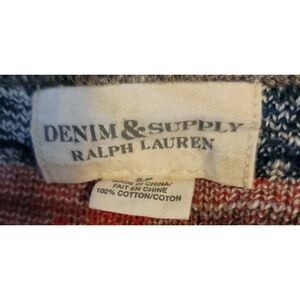 DENIM & SUPPLY
RALPH LAUREN
S/P
MADE IN CHINA/
FAIT EN CHINE
100% COTTON/COTON